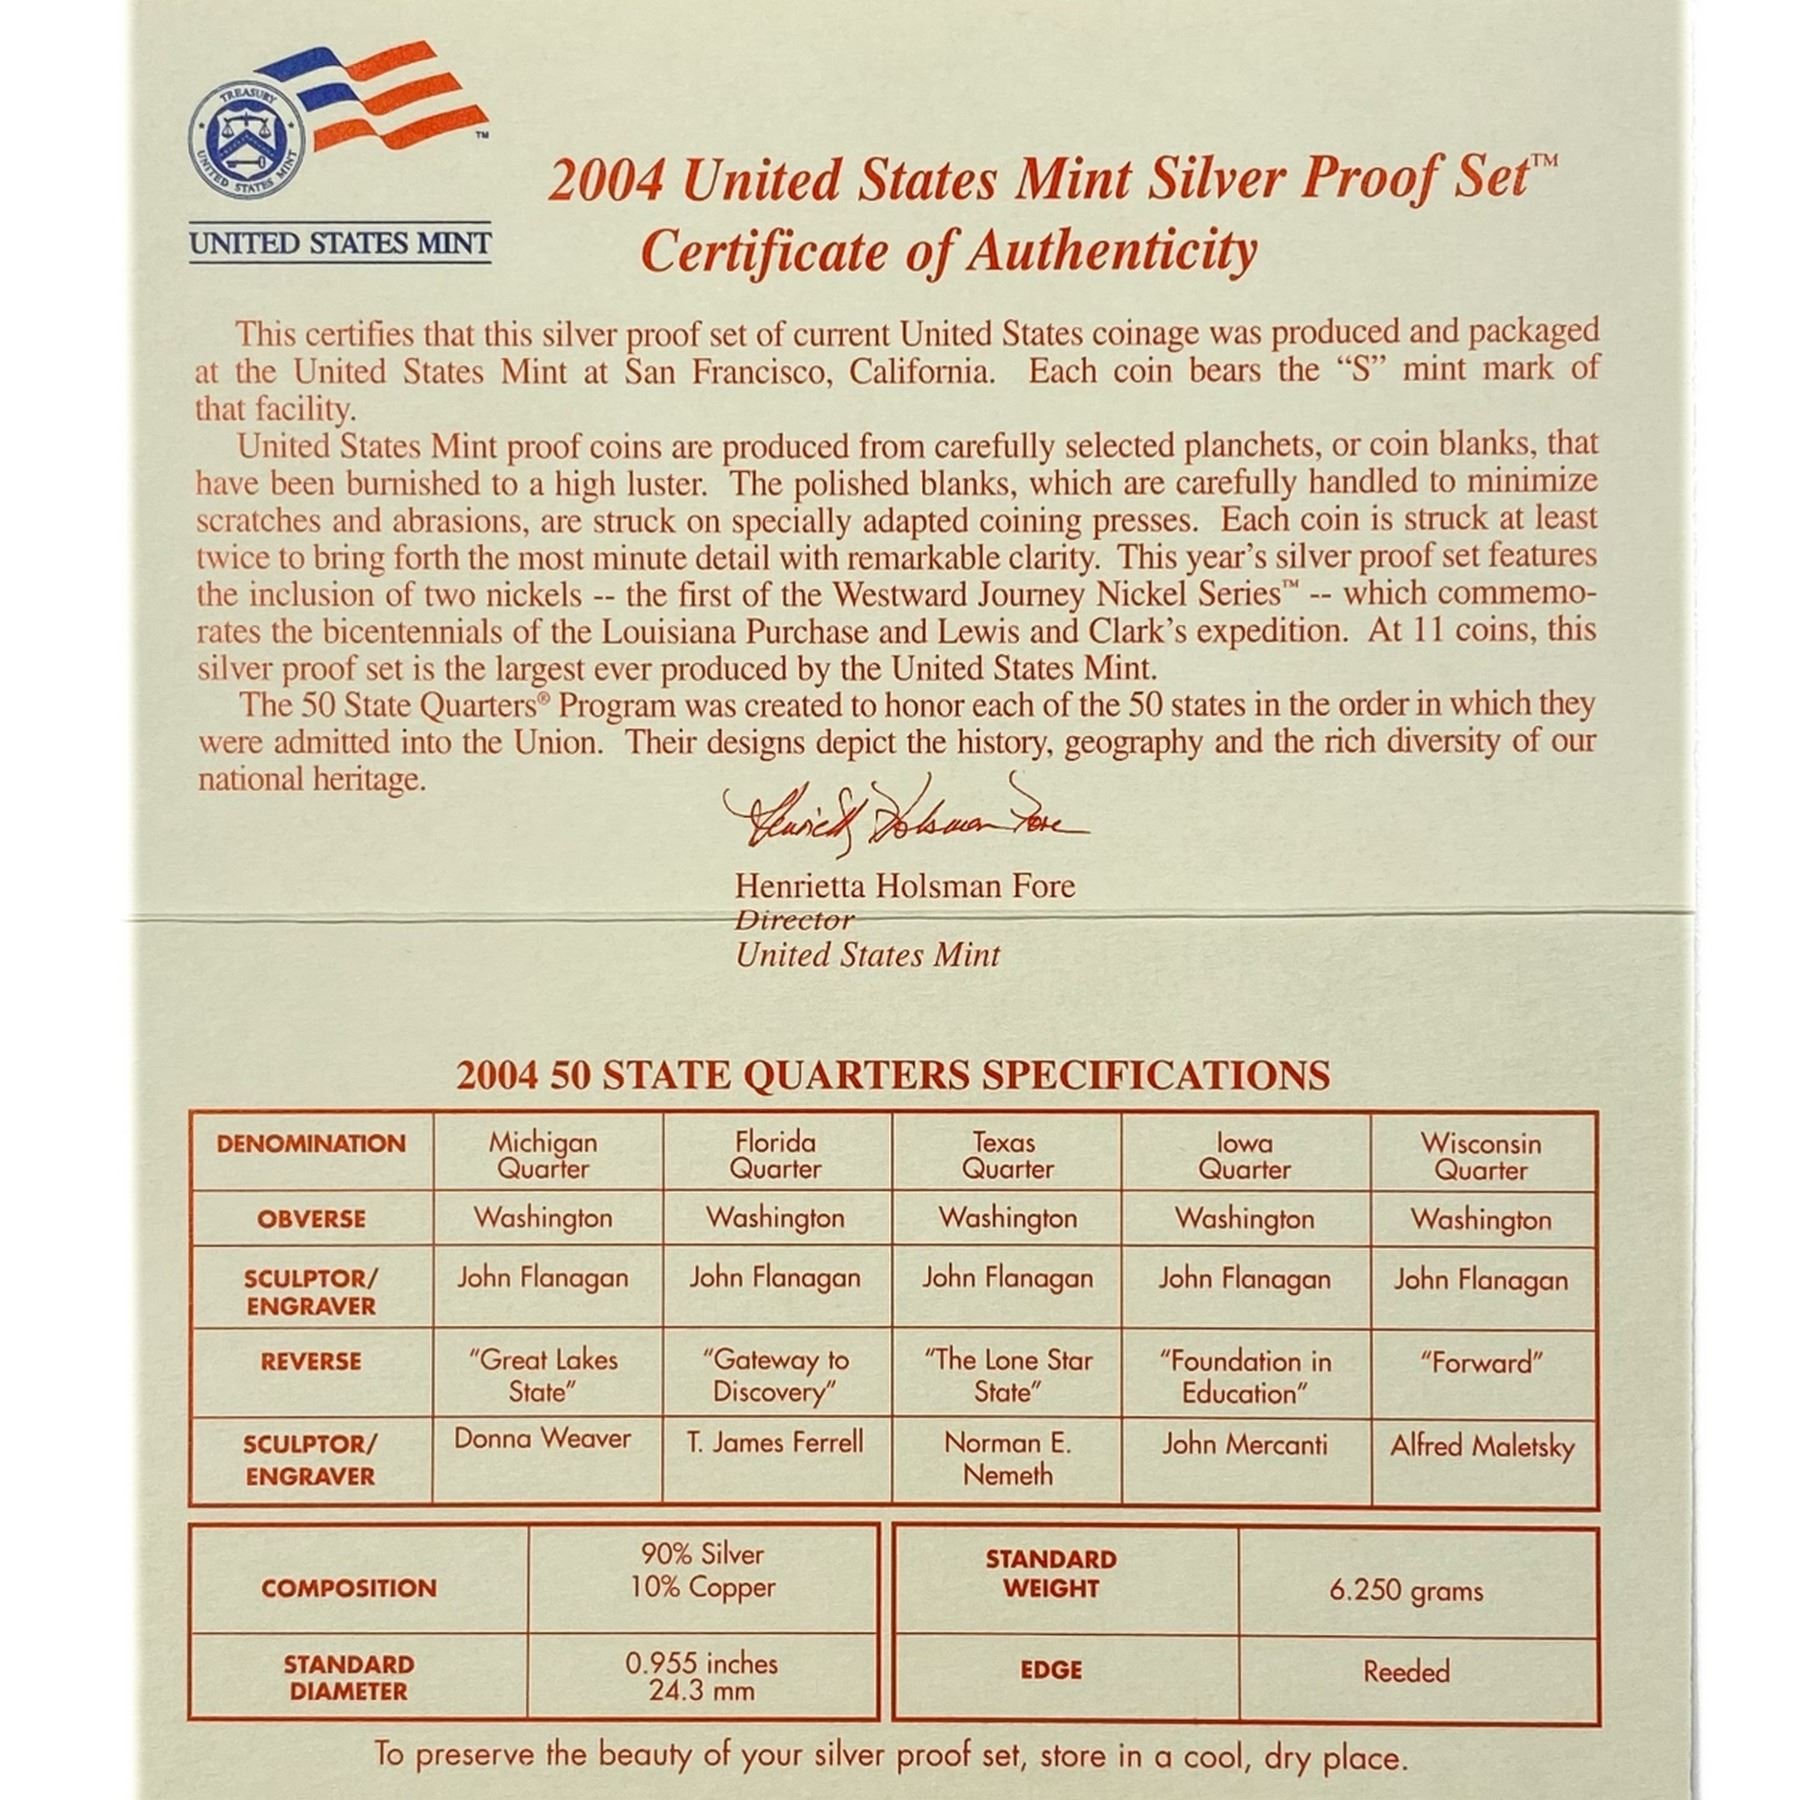 TREASURY
UNITED STATES MINT
™
UNITED STATES MINT
2004 United States Mint Silver Proof Set™
Certificate of Authenticity
This certifies that this silver proof set of current United States coinage was produced and packaged
at the United States Mint at San Francisco, California. Each coin bears the “S” mint mark of
that facility.
United States Mint proof coins are produced from carefully selected planchets, or coin blanks, that
have been burnished to a high luster. The polished blanks, which are carefully handled to minimize
scratches and abrasions, are struck on specially adapted coining presses. Each coin is struck at least
twice to bring forth the most minute detail with remarkable clarity. This year’s silver proof set features
the inclusion of two nickels -- the first of the Westward Journey Nickel Series™ -- which commemo-
rates the bicentennials of the Louisiana Purchase and Lewis and Clark’s expedition. At 11 coins, this
silver proof set is the largest ever produced by the United States Mint.
The 50 State Quarters® Program was created to honor each of the 50 states in the order in which they
were admitted into the Union. Their designs depict the history, geography and the rich diversity of our
national heritage.
Henrietta Holsman Fore
Henrietta Holsman Fore
Director
United States Mint
2004 50 STATE QUARTERS SPECIFICATIONS
DENOMINATION Michigan Quarter Florida Quarter Texas Quarter Iowa Quarter Wisconsin Quarter
OBVERSE Washington Washington Washington Washington Washington
SCULPTOR/ ENGRAVER John Flanagan John Flanagan John Flanagan John Flanagan John Flanagan
REVERSE “Great Lakes State” “Gateway to Discovery” “The Lone Star State” “Foundation in Education” “Forward”
SCULPTOR/ ENGRAVER Donna Weaver T. James Ferrell Norman E. Nemeth John Mercanti Alfred Maletsky
COMPOSITION 90% Silver 10% Copper
STANDARD WEIGHT 6.250 grams
STANDARD DIAMETER 0.955 inches 24.3 mm
EDGE Reeded
To preserve the beauty of your silver proof set, store in a cool, dry place.